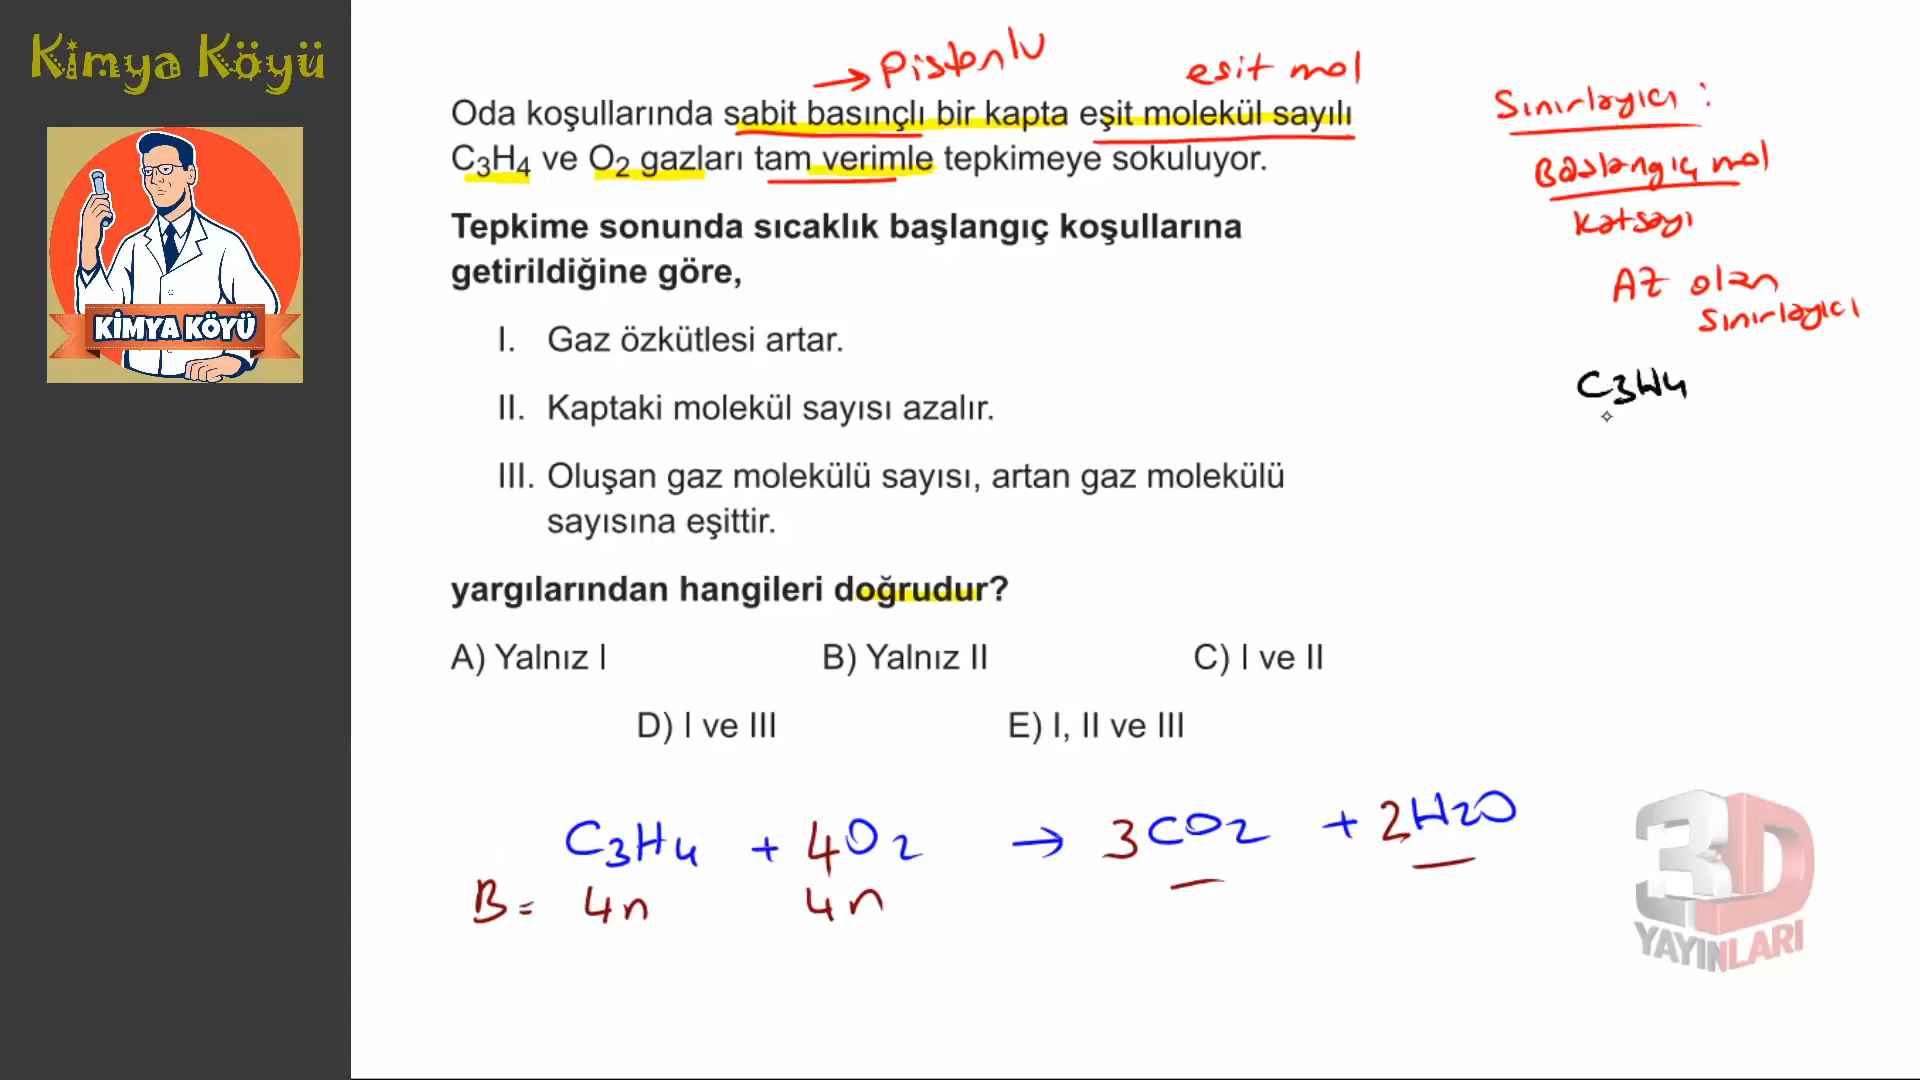 Kimya Köyü
KİMYA KÖYÜ
→ Pistonlu
eşit mol
Oda koşullarında sabit basınçlı bir kapta eşit molekül sayılı
C₃H₄ ve O₂ gazları tam verimle tepkimeye sokuluyor.
Tepkime sonunda sıcaklık başlangıç koşullarına
getirildiğine göre,
I. Gaz özkütlesi artar.
II. Kaptaki molekül sayısı azalır.
III. Oluşan gaz molekülü sayısı, artan gaz molekülü
sayısına eşittir.
yargılarından hangileri doğrudur?
A) Yalnız I B) Yalnız II C) I ve II
D) I ve III E) I, II ve III
C3H4 + 4O2 → 3CO2 + 2H2O
B= 4n 4n
Sınırlayıcı :
Başlangıç mol
Katsayı
AZ olan
Sınırlayıcı
C3H4
3D
YAYINLARI